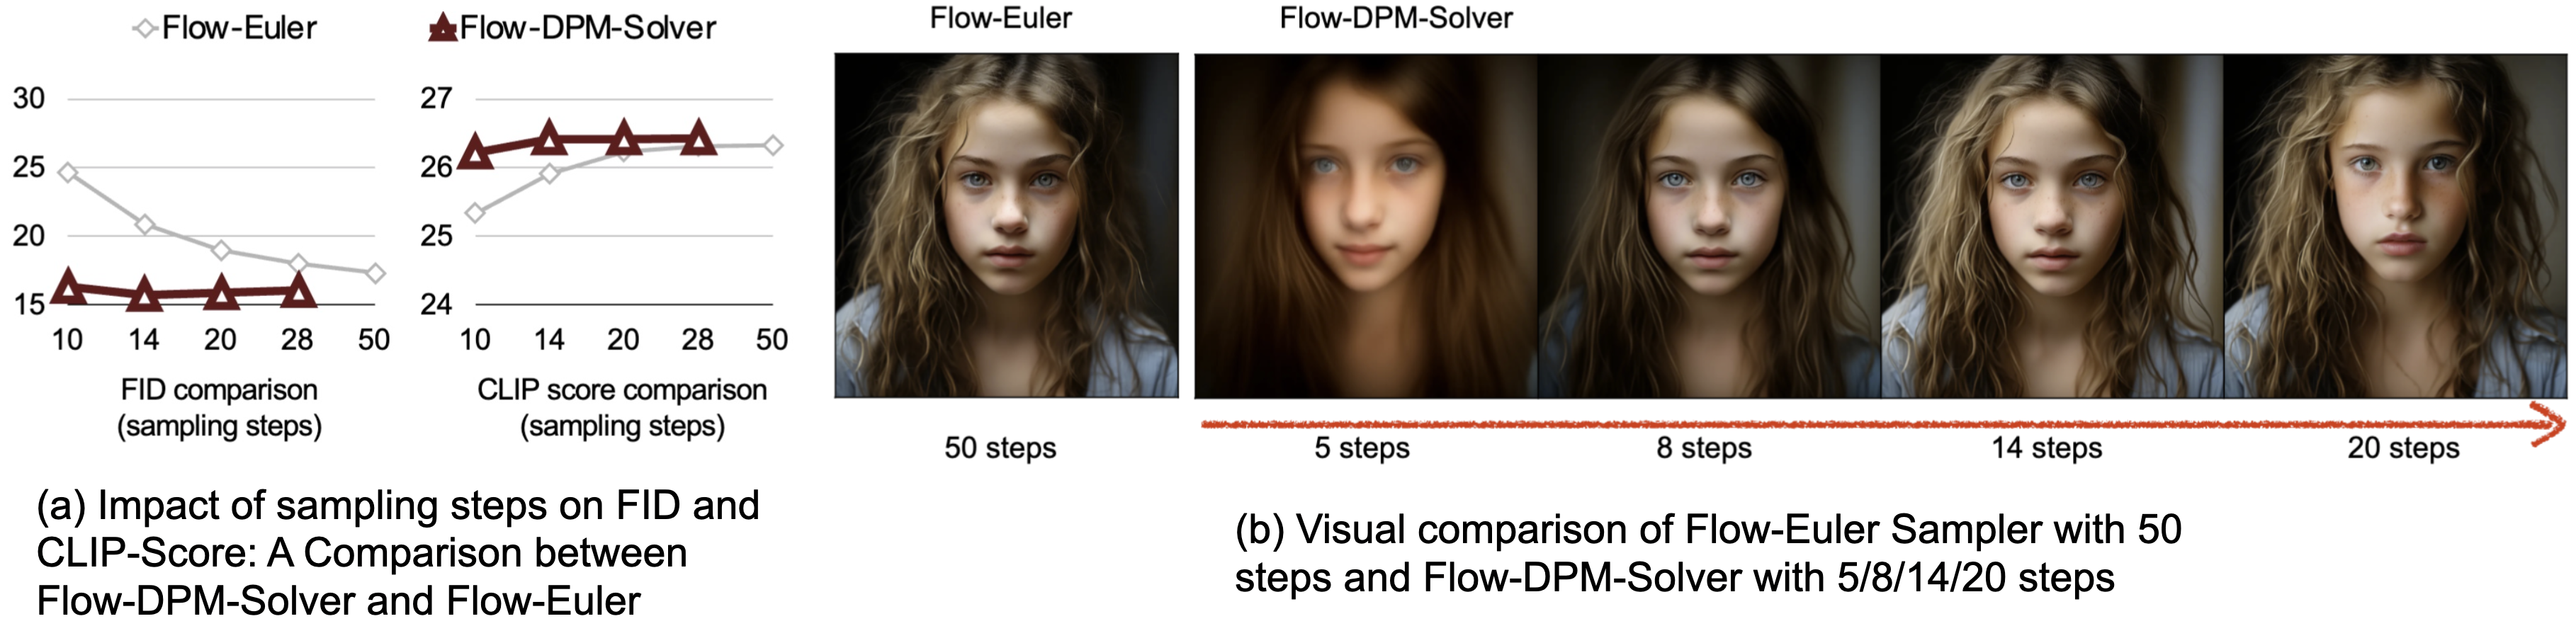 Flow-Euler
Flow-DPM-Solver
30
25
20
15
10 14 20 28 50
FID comparison
(sampling steps)
27
26
25
24
10 14 20 28 50
CLIP score comparison
(sampling steps)
(a) Impact of sampling steps on FID and
CLIP-Score: A Comparison between
Flow-DPM-Solver and Flow-Euler
Flow-Euler
Flow-DPM-Solver
50 steps
5 steps
8 steps
14 steps
20 steps
(b) Visual comparison of Flow-Euler Sampler with 50
steps and Flow-DPM-Solver with 5/8/14/20 steps